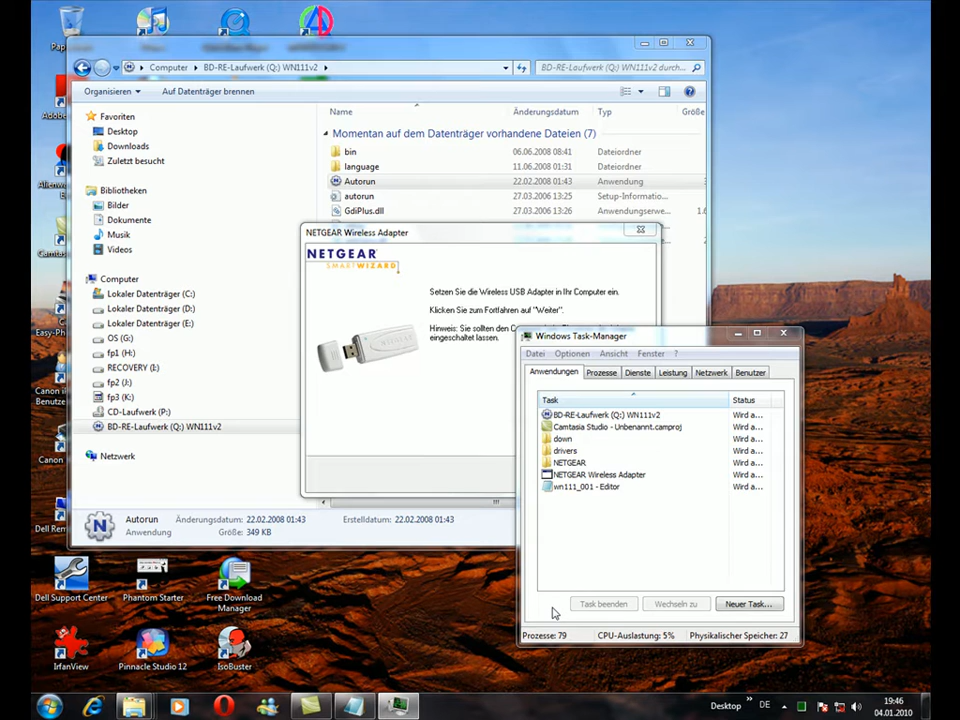 Computer
BD-RE-Laufwerk (Q:) WN111v2
BD-RE-Laufwerk (Q:) WN111v2 durch...
Organisieren
Auf Datenträger brennen
Favoriten
Desktop
Downloads
Zuletzt besucht
Bibliotheken
Bilder
Dokumente
Musik
Videos
Computer
Lokaler Datenträger (C:)
Lokaler Datenträger (D:)
Lokaler Datenträger (E:)
OS (G:)
fp1 (H:)
RECOVERY (I:)
fp2 (J:)
fp3 (K:)
CD-Laufwerk (P:)
BD-RE-Laufwerk (Q:) WN111v2
Netzwerk
Name Änderungsdatum Typ Größe
Momentan auf dem Datenträger vorhandene Dateien (7)
bin 06.06.2008 08:41 Dateiordner
language 11.06.2008 01:31 Dateiordner
Autorun 22.02.2008 01:43 Anwendung
autorun 27.03.2006 13:25 Setup-Informatio...
GdiPlus.dll 27.03.2006 13:26 Anwendungserwe...
Autorun Änderungsdatum: 22.02.2008 01:43 Erstelldatum: 22.02.2008 01:43
Anwendung Größe: 349 KB
NETGEAR Wireless Adapter
NETGEAR
SMARTWIZARD
Setzen Sie die Wireless USB Adapter in Ihr Computer ein.
Klicken Sie zum Fortfahren auf "Weiter".
Hinweis: Sie sollten den
eingeschaltet lassen.
NETGEAR
Windows Task-Manager
Datei Optionen Ansicht Fenster ?
Anwendungen Prozesse Dienste Leistung Netzwerk Benutzer
Task Status
BD-RE-Laufwerk (Q:) WN111v2 Wird a...
Camtasia Studio - Unbenannt.camproj Wird a...
down Wird a...
drivers Wird a...
NETGEAR Wird a...
NETGEAR Wireless Adapter Wird a...
wn111_001 - Editor Wird a...
Task beenden Wechseln zu Neuer Task...
Prozesse: 79 CPU-Auslastung: 5% Physikalischer Speicher: 27
Dell Support Center
Phantom Starter
Free Download
Manager
IrfanView
Pinnacle Studio 12
IsoBuster
Desktop
DE
19:46
04.01.2010